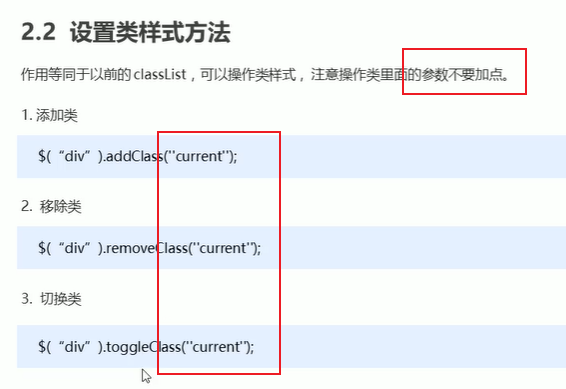 2.2 设置类样式方法
作用等同于以前的 classList，可以操作类样式， 注意操作类里面的参数不要加点。
1. 添加类
$(“div”).addClass(''current'');
2. 移除类
$(“div”).removeClass(''current'');
3. 切换类
$(“div”).toggleClass(''current'');